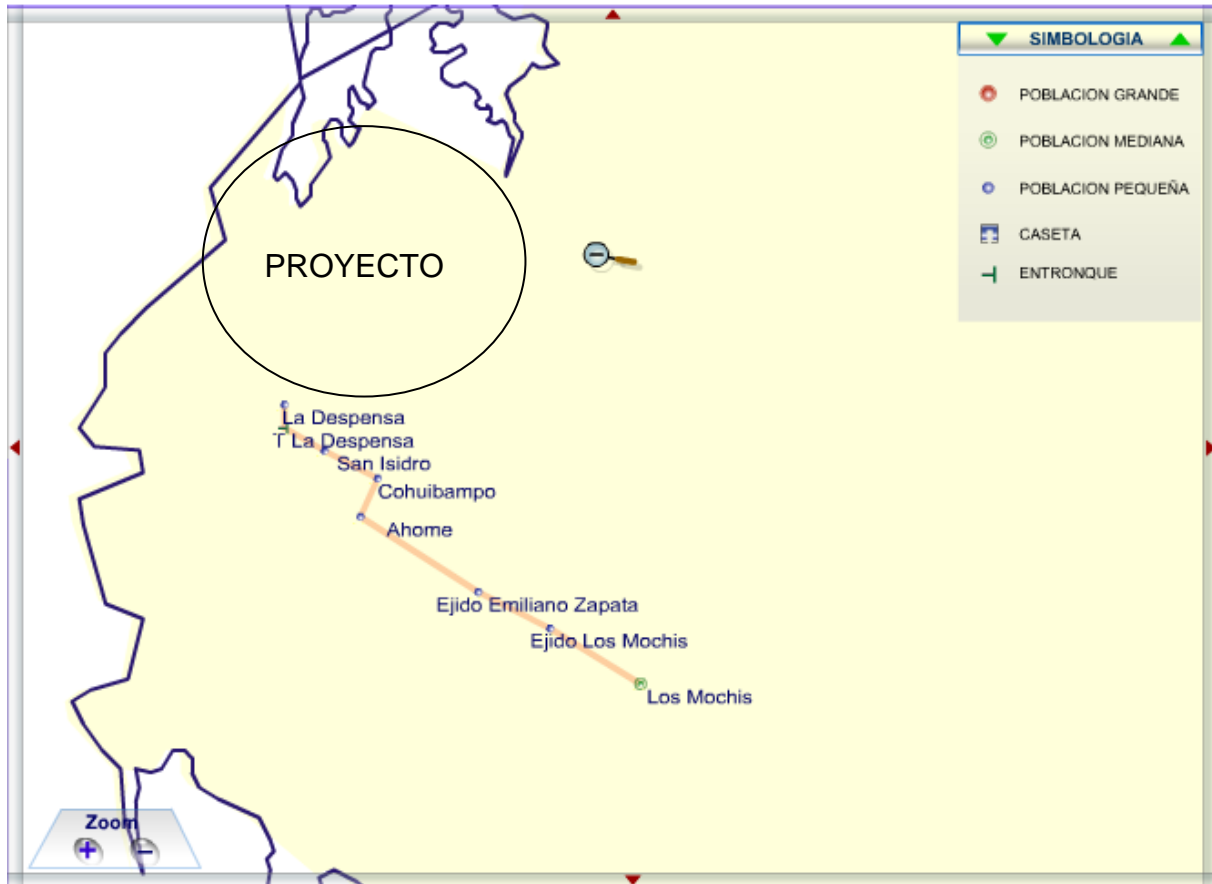 SIMBOLOGIA
POBLACION GRANDE
POBLACION MEDIANA
POBLACION PEQUEÑA
CASETA
ENTRONQUE
PROYECTO
La Despensa
T La Despensa
San Isidro
Cohuibampo
Ahome
Ejido Emiliano Zapata
Ejido Los Mochis
Los Mochis
Zoom